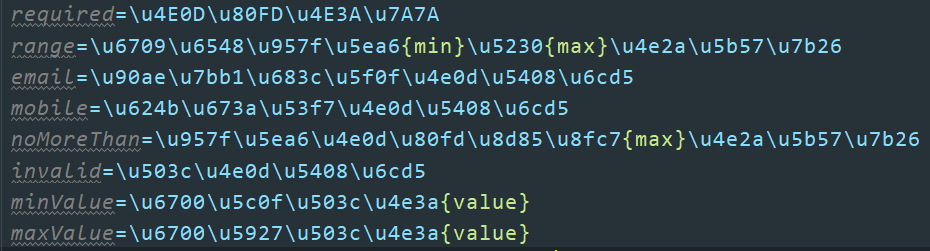 required=\u4E0D\u80FD\u4E3A\u7A7A
range=\u6709\u6548\u957f\u5ea6{min}\u5230{max}\u4e2a\u5b57\u7b26
email=\u90ae\u7bb1\u683c\u5f0f\u4e0d\u5408\u6cd5
mobile=\u624b\u673a\u53f7\u4e0d\u5408\u6cd5
noMoreThan=\u957f\u5ea6\u4e0d\u80fd\u8d85\u8fc7{max}\u4e2a\u5b57\u7b26
invalid=\u503c\u4e0d\u5408\u6cd5
minValue=\u6700\u5c0f\u503c\u4e3a{value}
maxValue=\u6700\u5927\u503c\u4e3a{value}